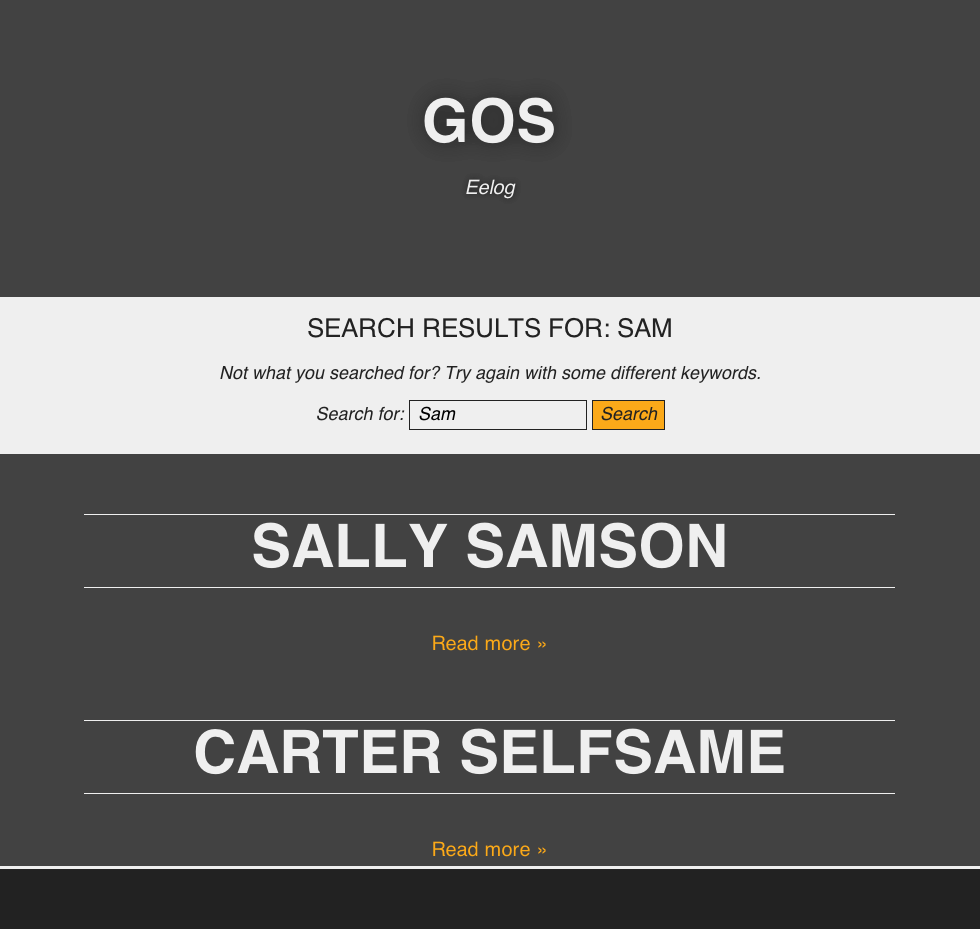 GOS
Eelog
SEARCH RESULTS FOR: SAM
Not what you searched for? Try again with some different keywords.
Search for: Sam Search
SALLY SAMSON
Read more »
CARTER SELFSAME
Read more »